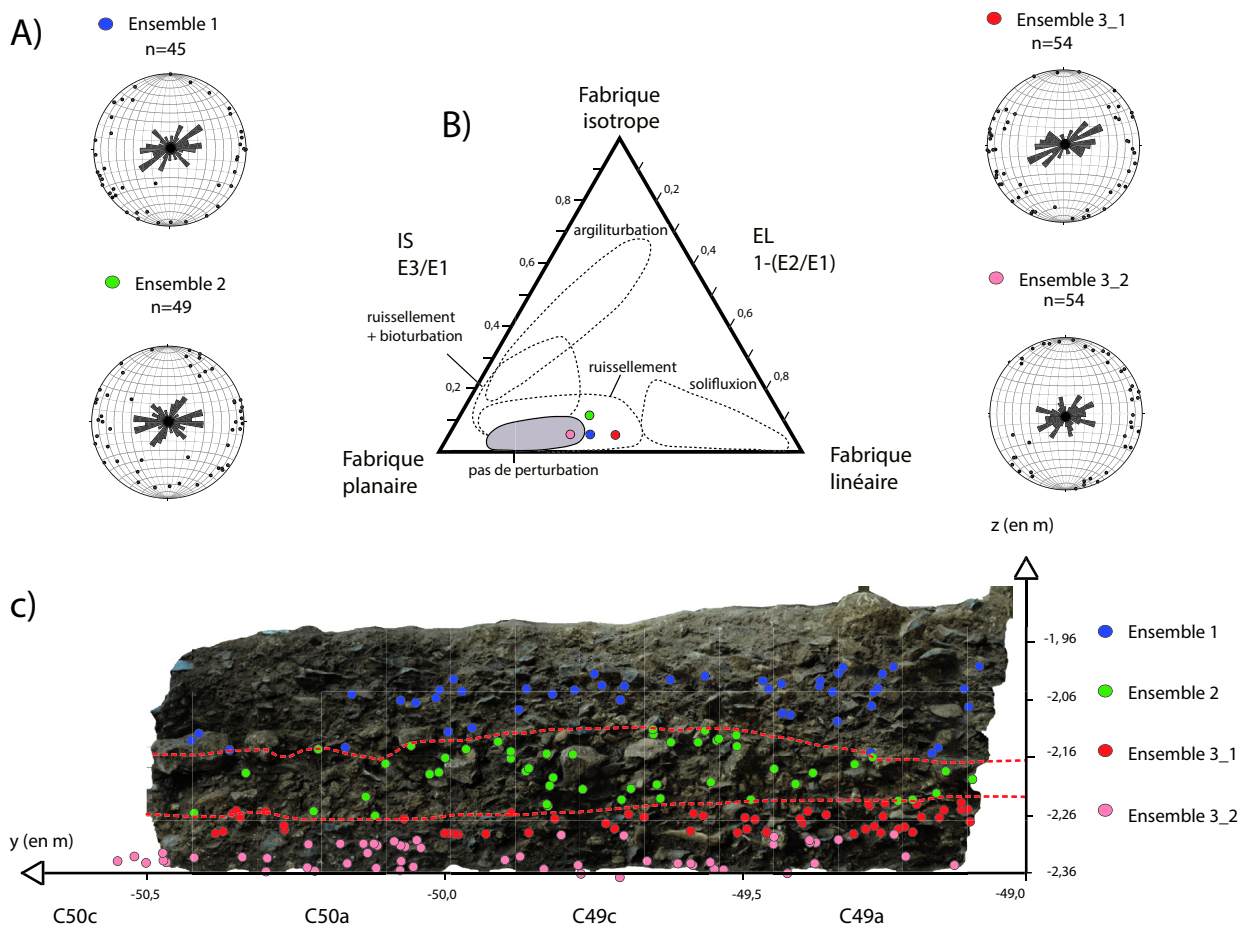 A)
Ensemble 1
n=45
Ensemble 3_1
n=54
Ensemble 2
n=49
Ensemble 3_2
n=54
B)
Fabrique
isotrope
IS
E3/E1
EL
1-(E2/E1)
0,8
0,6
0,4
0,2
0,2
0,4
0,6
0,8
argiliturbation
ruissellement
+ bioturbation
ruissellement
solifluxion
Fabrique
planaire
pas de perturbation
Fabrique
linéaire
c)
z (en m)
-1,96
-2,06
-2,16
-2,26
-2,36
Ensemble 1
Ensemble 2
Ensemble 3_1
Ensemble 3_2
y (en m)
-50,5
-50,0
-49,5
-49,0
C50c
C50a
C49c
C49a